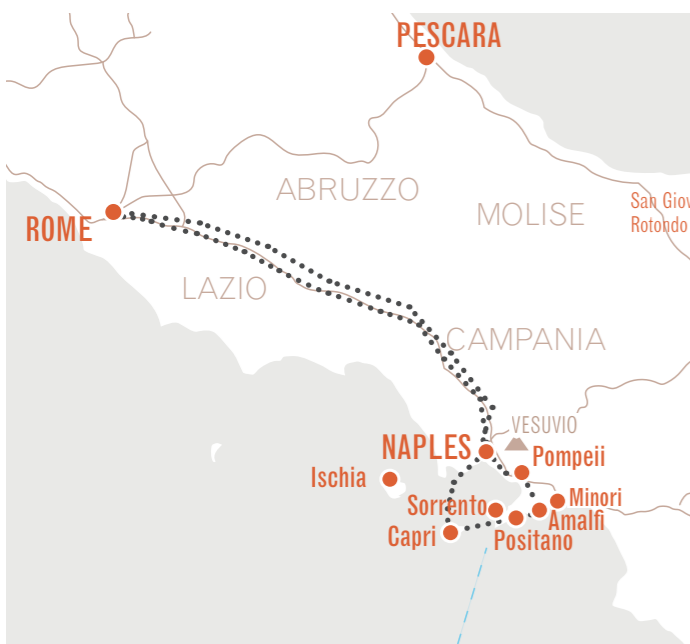 PESCARA
ABRUZZO
San Giov
Rotondo
MOLISE
ROME
LAZIO
CAMPANIA
VESUVIO
NAPLES
Pompeii
Ischia
Minori
Sorrento
Amalfi
Capri
Positano